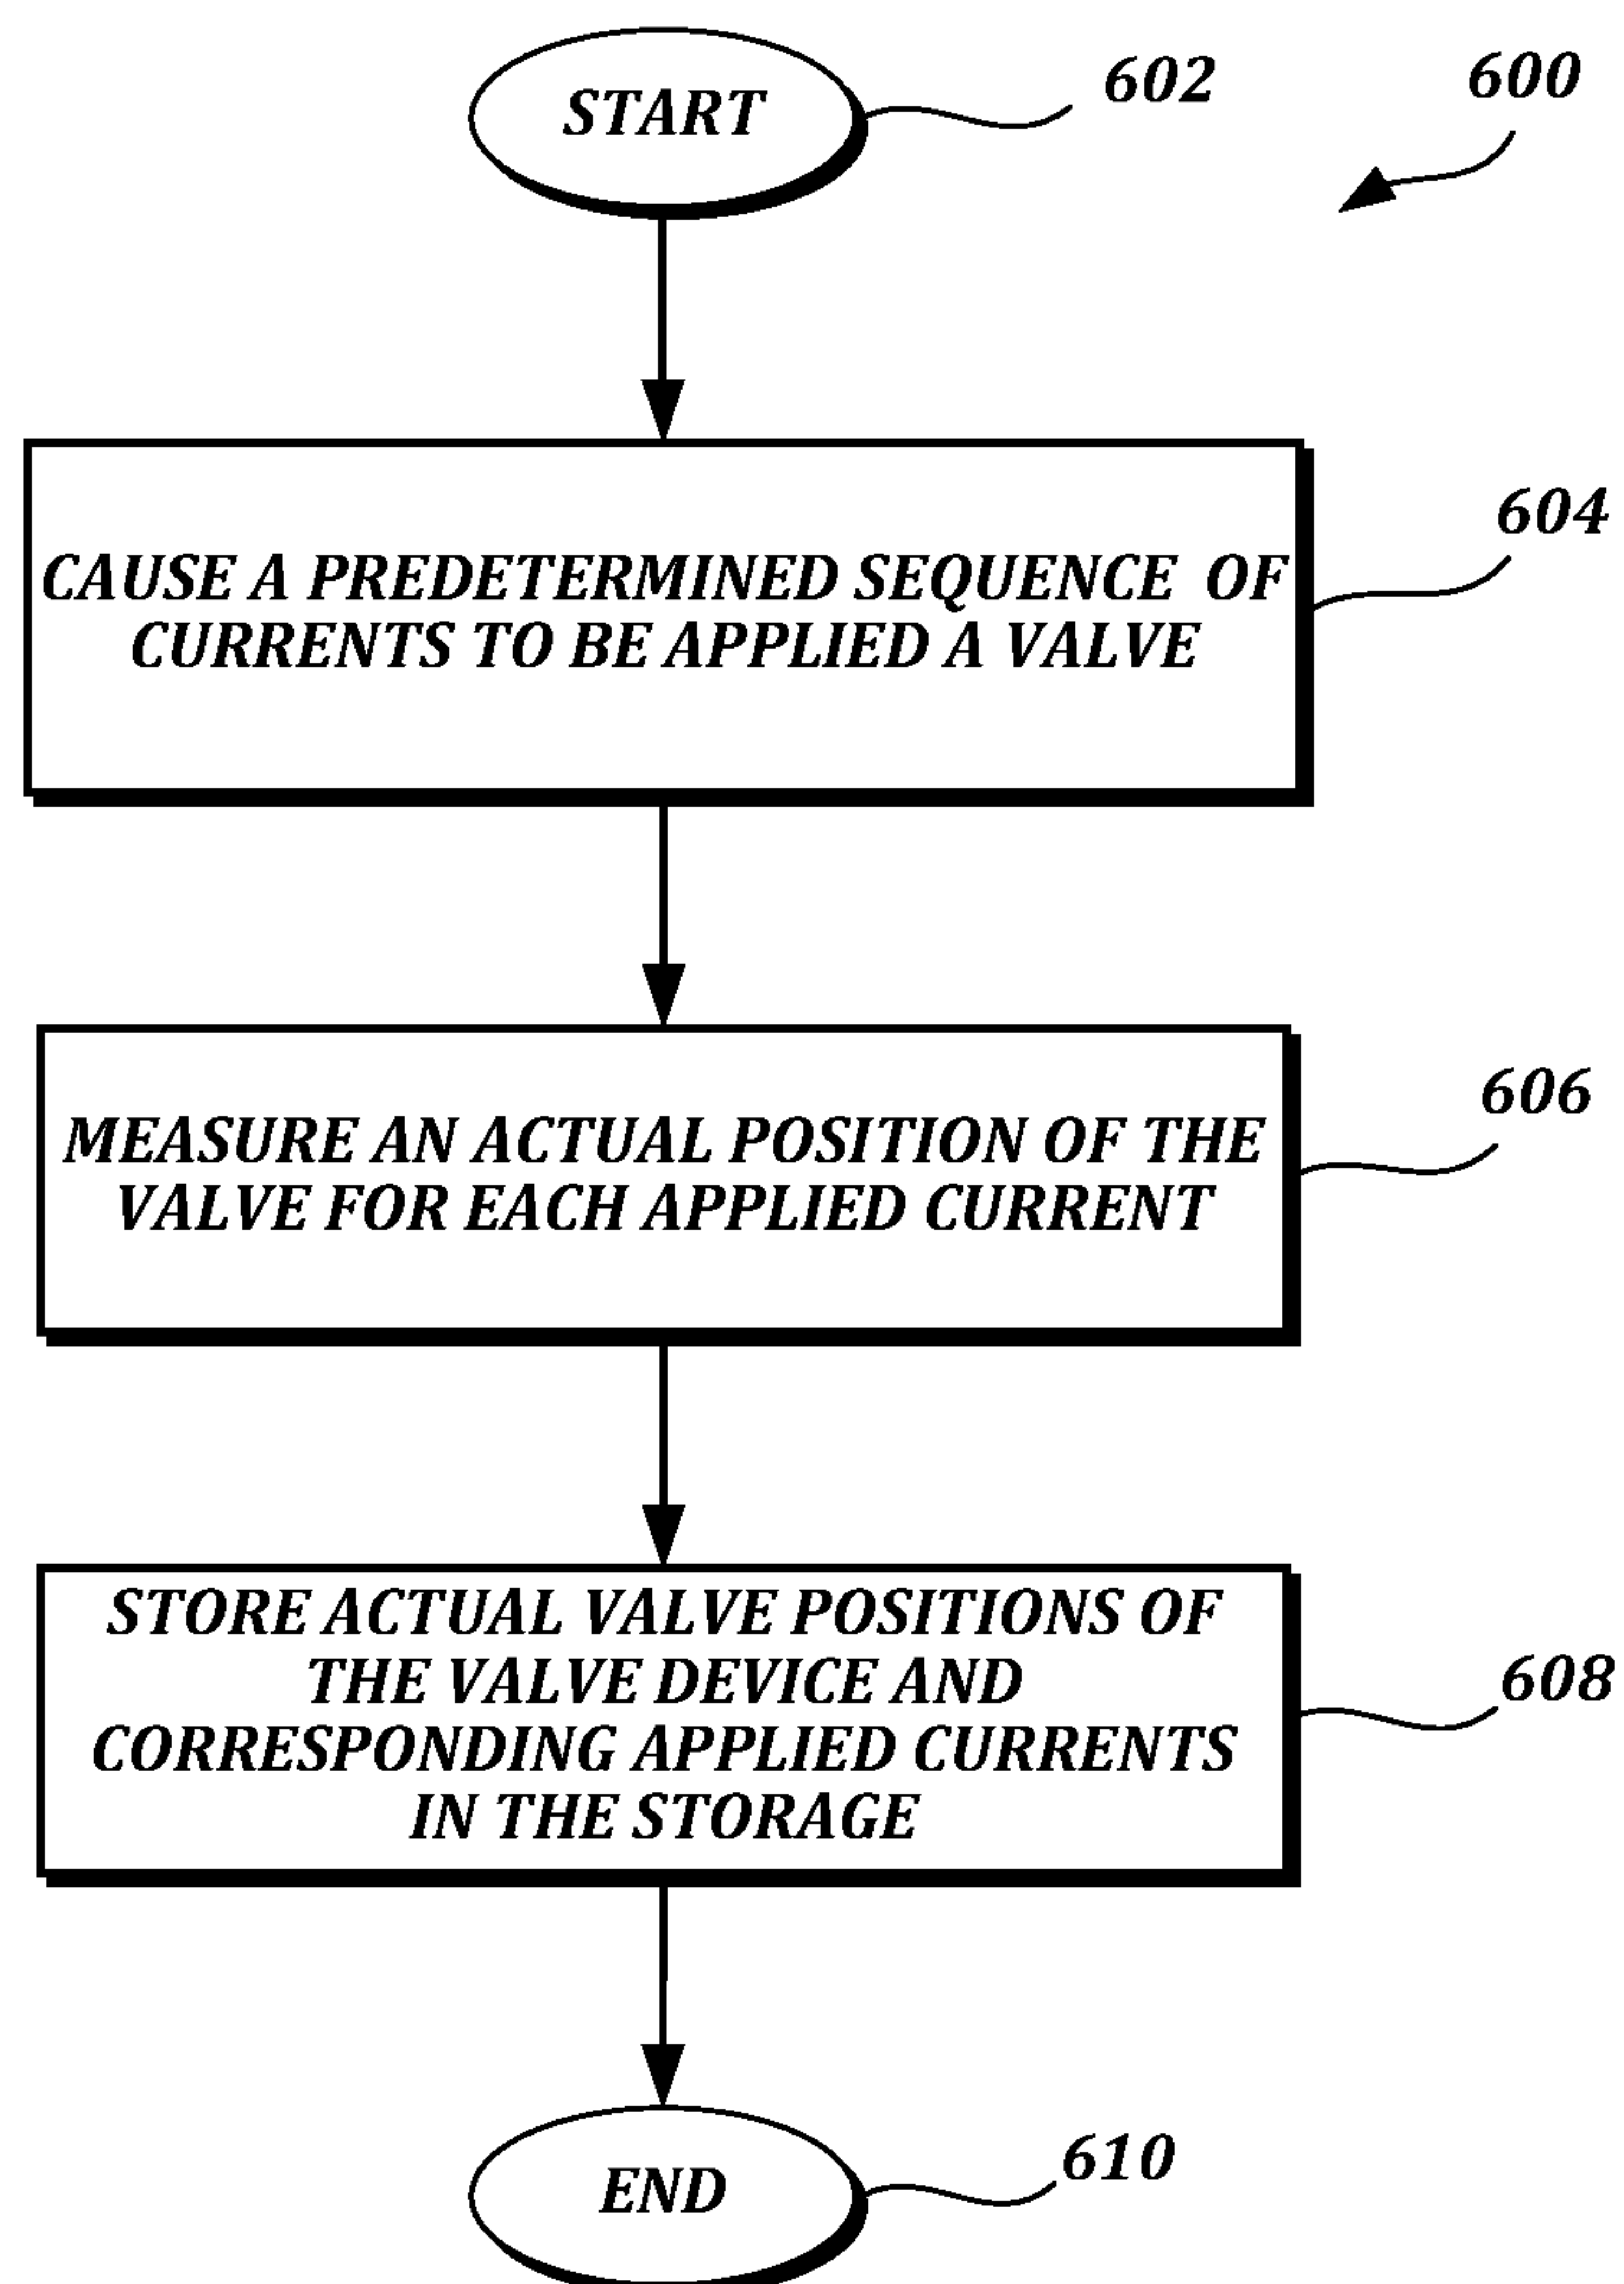 START
602
600
CAUSE A PREDETERMINED SEQUENCE OF
CURRENTS TO BE APPLIED A VALVE
604
MEASURE AN ACTUAL POSITION OF THE
VALVE FOR EACH APPLIED CURRENT
606
STORE ACTUAL VALVE POSITIONS OF
THE VALVE DEVICE AND
CORRESPONDING APPLIED CURRENTS
IN THE STORAGE
608
END
610